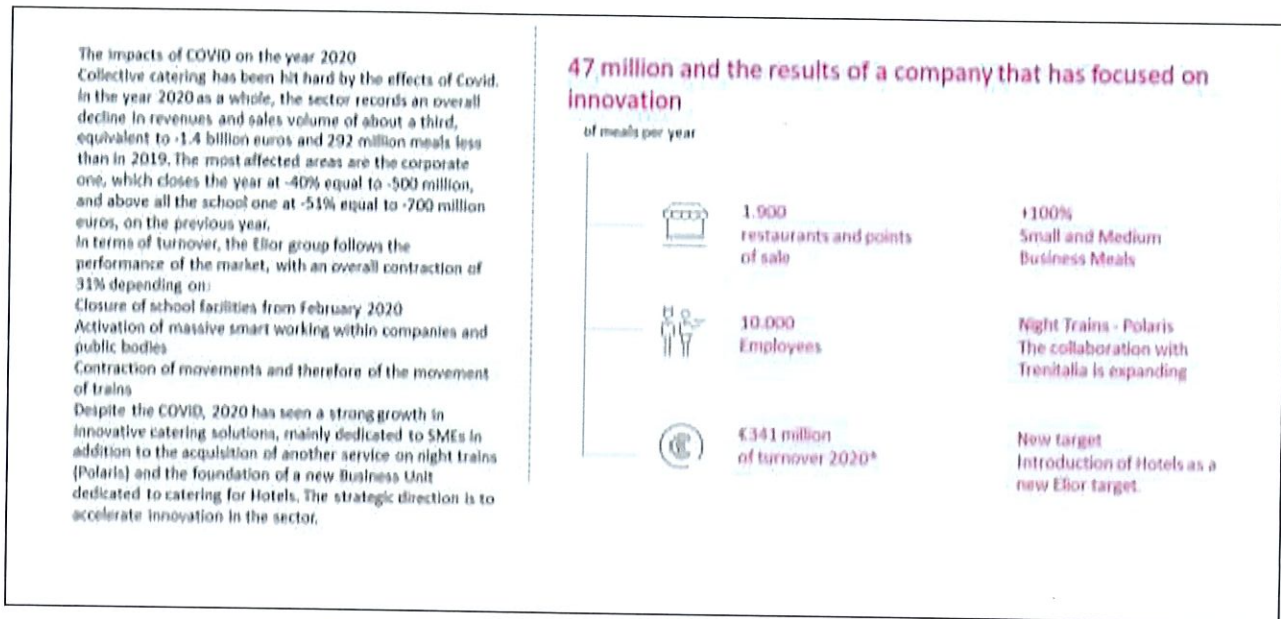 The impacts of COVID on the year 2020
Collective catering has been hit hard by the effects of Covid.
In the year 2020 as a whole, the sector records an overall
decline in revenues and sales volume of about a third,
equivalent to -1.4 billion euros and 292 million meals less
than in 2019. The most affected areas are the corporate
one, which closes the year at -40% equal to -500 million,
and above all the school one at -51% equal to -700 million
euros, on the previous year.
In terms of turnover, the Elior group follows the
performance of the market, with an overall contraction of
31% depending on:
Closure of school facilities from February 2020
Activation of massive smart working within companies and
public bodies
Contraction of movements and therefore of the movement
of trains
Despite the COVID, 2020 has seen a strong growth in
innovative catering solutions, mainly dedicated to SMEs in
addition to the acquisition of another service on night trains
(Polaris) and the foundation of a new Business Unit
dedicated to catering for Hotels. The strategic direction is to
accelerate innovation in the sector.
47 million and the results of a company that has focused on
innovation
of meals per year
1.900
restaurants and points
of sale
+100%
Small and Medium
Business Meals
10.000
Employees
Night Trains - Polaris
The collaboration with
Trenitalia is expanding
€341 million
of turnover 2020*
New target
Introduction of Hotels as a
new Elior target.